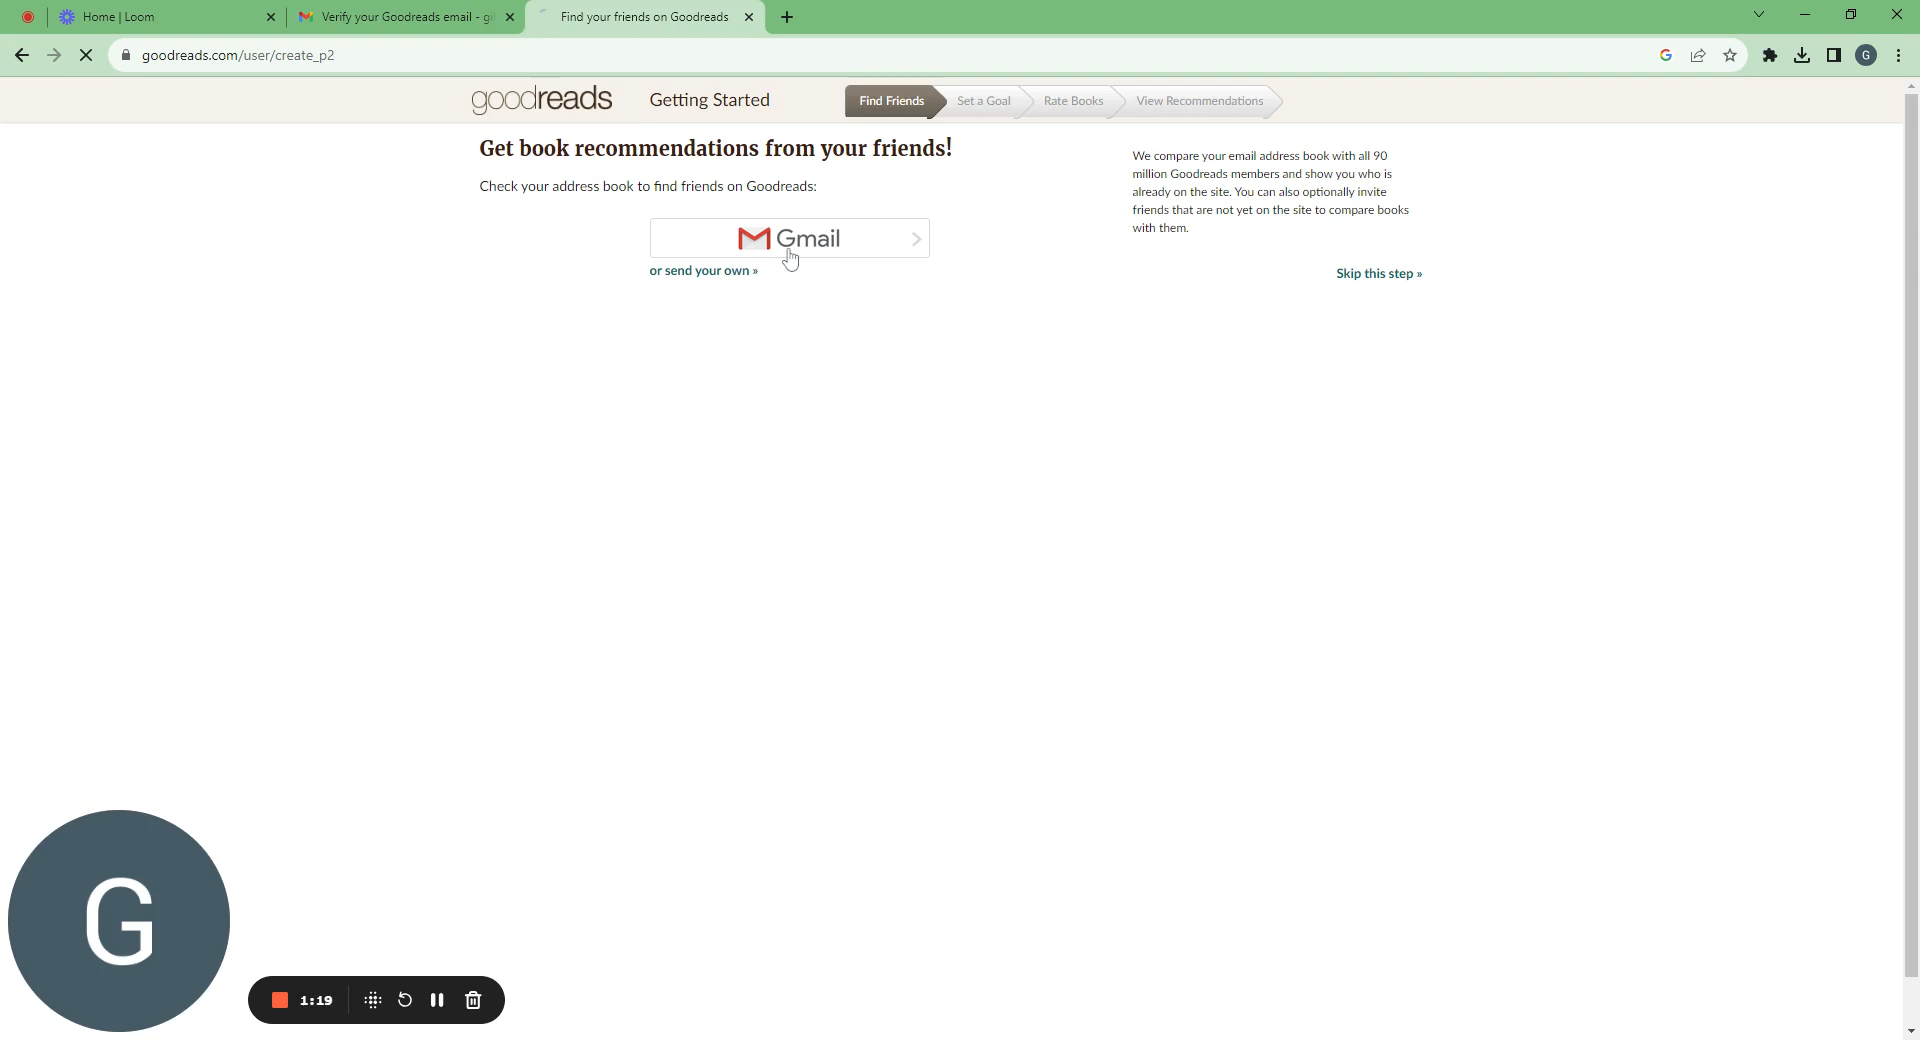 Home | Loom
Verify your Goodreads email - gi
Find your friends on Goodreads
goodreads.com/user/create_p2
G
goodreads
Getting Started
Find Friends
Set a Goal
Rate Books
View Recommendations
Get book recommendations from your friends!
Check your address book to find friends on Goodreads:
Gmail
or send your own »
We compare your email address book with all 90
million Goodreads members and show you who is
already on the site. You can also optionally invite
friends that are not yet on the site to compare books
with them.
Skip this step »
G
1:19